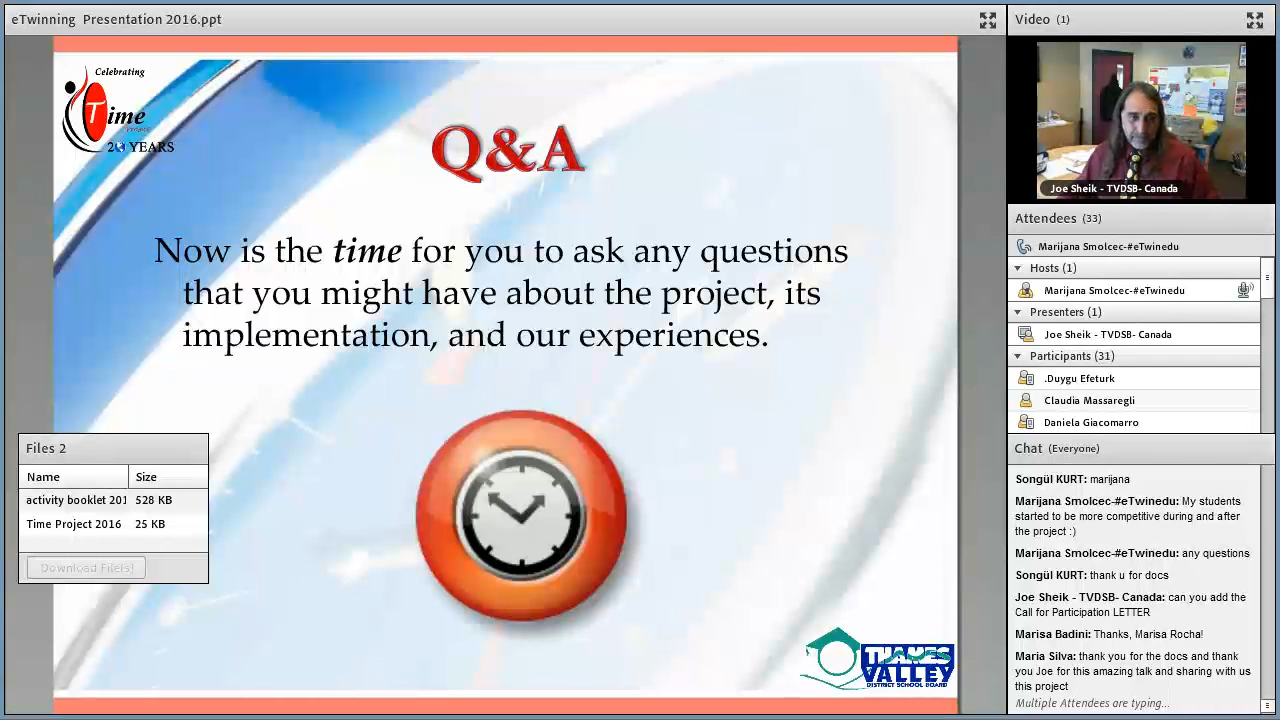 eTwinning Presentation 2016.ppt
Celebrating
Time
Project
20 YEARS
Q&A
Now is the time for you to ask any questions
that you might have about the project, its
implementation, and our experiences.
Files 2
Name Size
activity booklet 201 528 KB
Time Project 2016 25 KB
Download File(s)
THAMES
VALLEY
DISTRICT SCHOOL BOARD
Video (1)
Joe Sheik - TVDSB- Canada
Attendees (33)
Marijana Smolcec-#eTwinedu
Hosts (1)
Marijana Smolcec-#eTwinedu
Presenters (1)
Joe Sheik - TVDSB- Canada
Participants (31)
.Duygu Efeturk
Claudia Massaregli
Daniela Giacomarro
Chat (Everyone)
Songül KURT: marijana
Marijana Smolcec-#eTwinedu: My students
started to be more competitive during and after
the project :)
Marijana Smolcec-#eTwinedu: any questions
Songül KURT: thank u for docs
Joe Sheik - TVDSB- Canada: can you add the
Call for Participation LETTER
Marisa Badini: Thanks, Marisa Rocha!
Maria Silva: thank you for the docs and thank
you Joe for this amazing talk and sharing with us
this project
Multiple Attendees are typing...